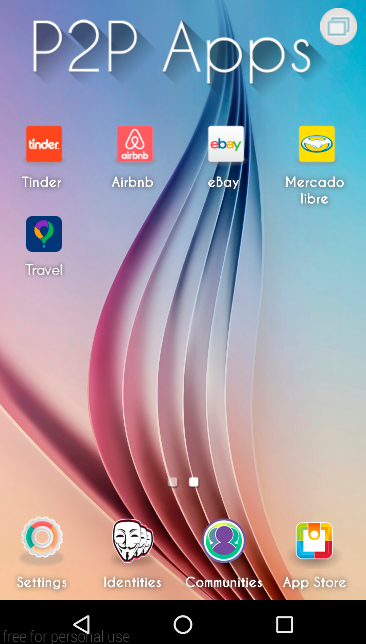 P2P Apps
tinder.
airbnb
ebay
Tinder
Airbnb
eBay
Mercado
libre
Travel
Settings
Identities
Communities
App Store
free for personal use